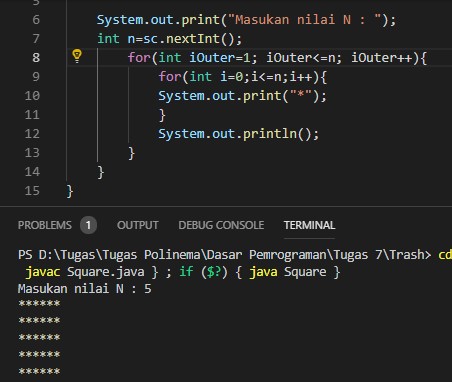 6 System.out.print("Masukan nilai N : ");
7 int n=sc.nextInt();
8 for(int iOuter=1; iOuter<=n; iOuter++){
9 for(int i=0;i<=n;i++){
10 System.out.print("*");
11 }
12 System.out.println();
13 }
14 }
15 }
PROBLEMS 1 OUTPUT DEBUG CONSOLE TERMINAL
PS D:\Tugas\Tugas Polinema\Dasar Pemrograman\Tugas 7\Trash> cd
javac Square.java } ; if ($?) { java Square }
Masukan nilai N : 5
******
******
******
******
******